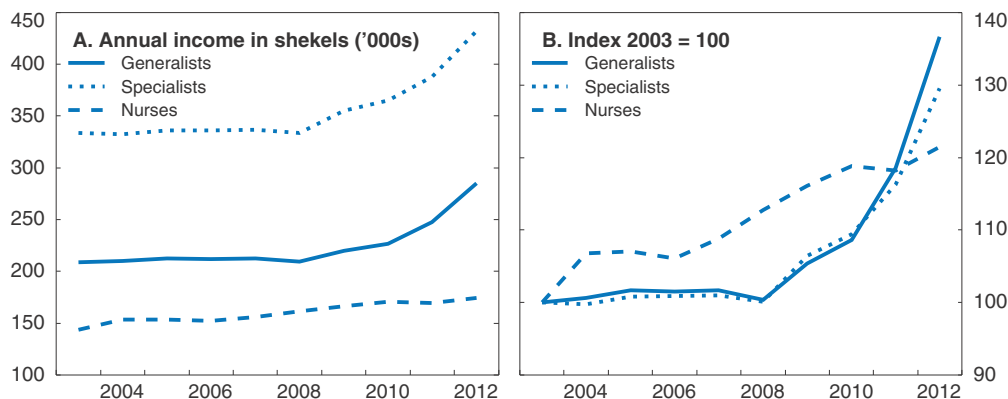 A. Annual income in shekels ('000s)
Generalists
Specialists
Nurses
450
400
350
300
250
200
150
100
2004 2006 2008 2010 2012
B. Index 2003 = 100
Generalists
Specialists
Nurses
140
130
120
110
100
90
2004 2006 2008 2010 2012